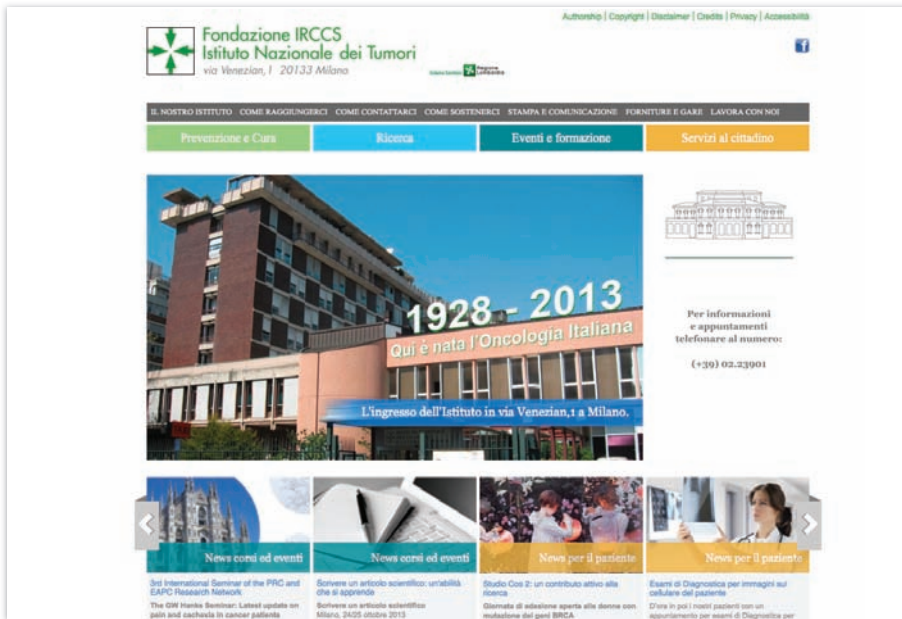 Authorship | Copyright | Disclaimer | Credits | Privacy | Accessibilità
Fondazione IRCCS
Istituto Nazionale dei Tumori
via Venezian, 1 20133 Milano
Regione
Lombardia
IL NOSTRO ISTITUTO COME RAGGIUNGERCI COME CONTATTARCI COME SOSTENERCI STAMPA E COMUNICAZIONE FORNITURE E GARE LAVORA CON NOI
Prevenzione e Cura Ricerca Eventi e formazione Servizi al cittadino
1928 - 2013
Qui è nata l'Oncologia Italiana
L'ingresso dell'Istituto in via Venezian,1 a Milano.
Per informazioni
e appuntamenti
telefonare al numero:
(+39) 02.23901
News corsi ed eventi
3rd International Seminar of the PRC and
EAPC Research Network
The GW Hanks Seminar: Latest update on
pain and cachexia in cancer patients
News corsi ed eventi
Scrivere un articolo scientifico: un'abilità
che si apprende
Scrivere un articolo scientifico
Milano, 24/25 ottobre 2013
News per il paziente
Studio Cos 2: un contributo attivo alla
ricerca
Giornata di adesione aperta alle donne con
mutazione dei geni BRCA
News per il paziente
Esami di Diagnostica per immagini sul
cellulare del paziente
D'ora in poi i nostri pazienti con un
appuntamento per esami di Diagnostica per